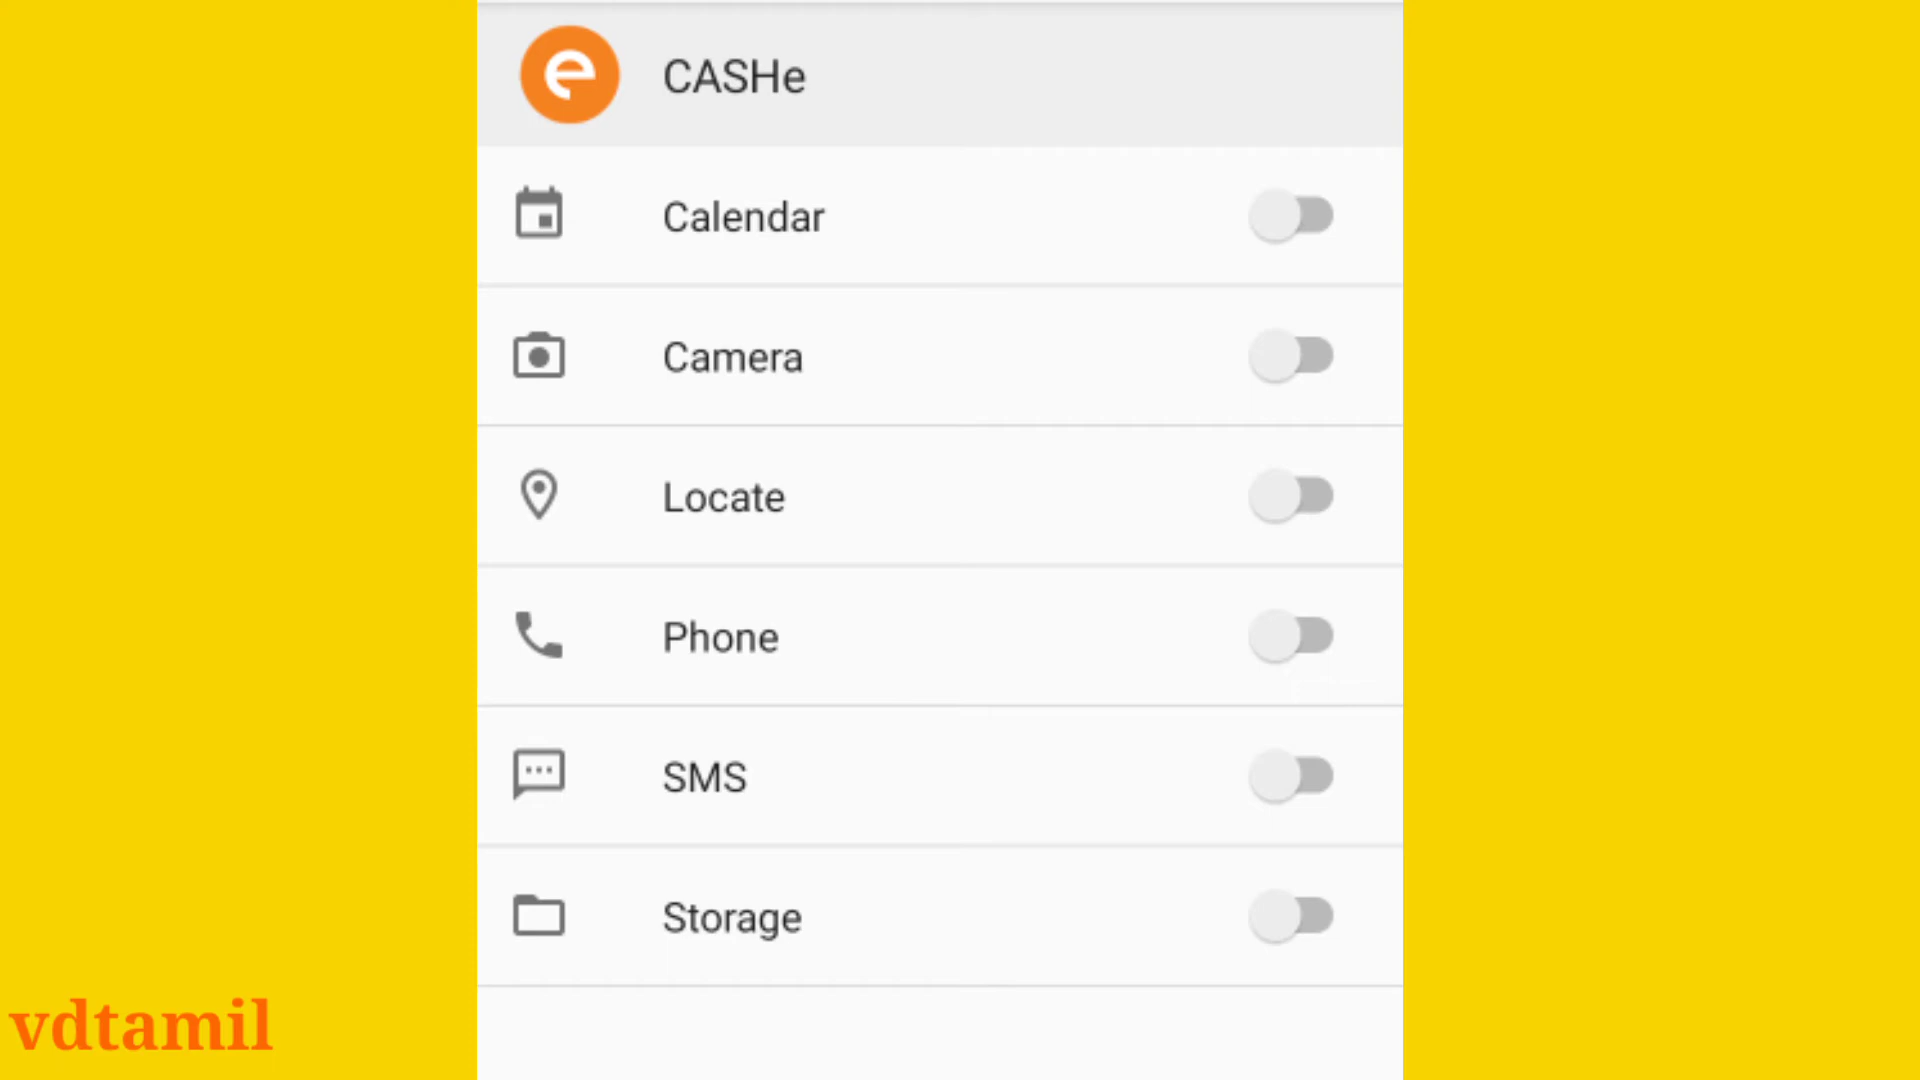 CASHe
Calendar
Camera
Locate
Phone
SMS
Storage
vdtamil